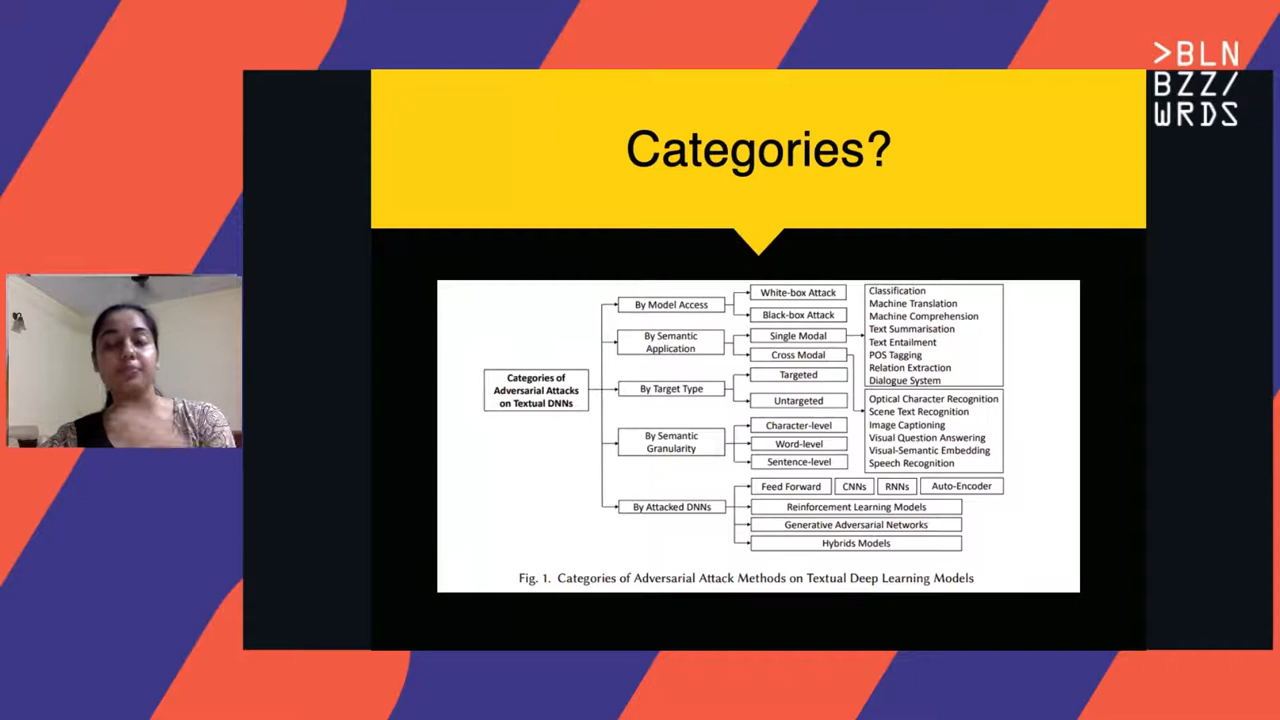 >BLN
BZZ/
WRDS
Categories?
Categories of
Adversarial Attacks
on Textual DNNs
By Model Access
White-box Attack
Black-box Attack
By Semantic
Application
Single Modal
Cross Modal
Classification
Machine Translation
Machine Comprehension
Text Summarisation
Text Entailment
POS Tagging
Relation Extraction
Dialogue System
Optical Character Recognition
Scene Text Recognition
Image Captioning
Visual Question Answering
Visual-Semantic Embedding
Speech Recognition
By Target Type
Targeted
Untargeted
By Semantic
Granularity
Character-level
Word-level
Sentence-level
By Attacked DNNs
Feed Forward CNNs RNNs Auto-Encoder
Reinforcement Learning Models
Generative Adversarial Networks
Hybrids Models
Fig. 1. Categories of Adversarial Attack Methods on Textual Deep Learning Models